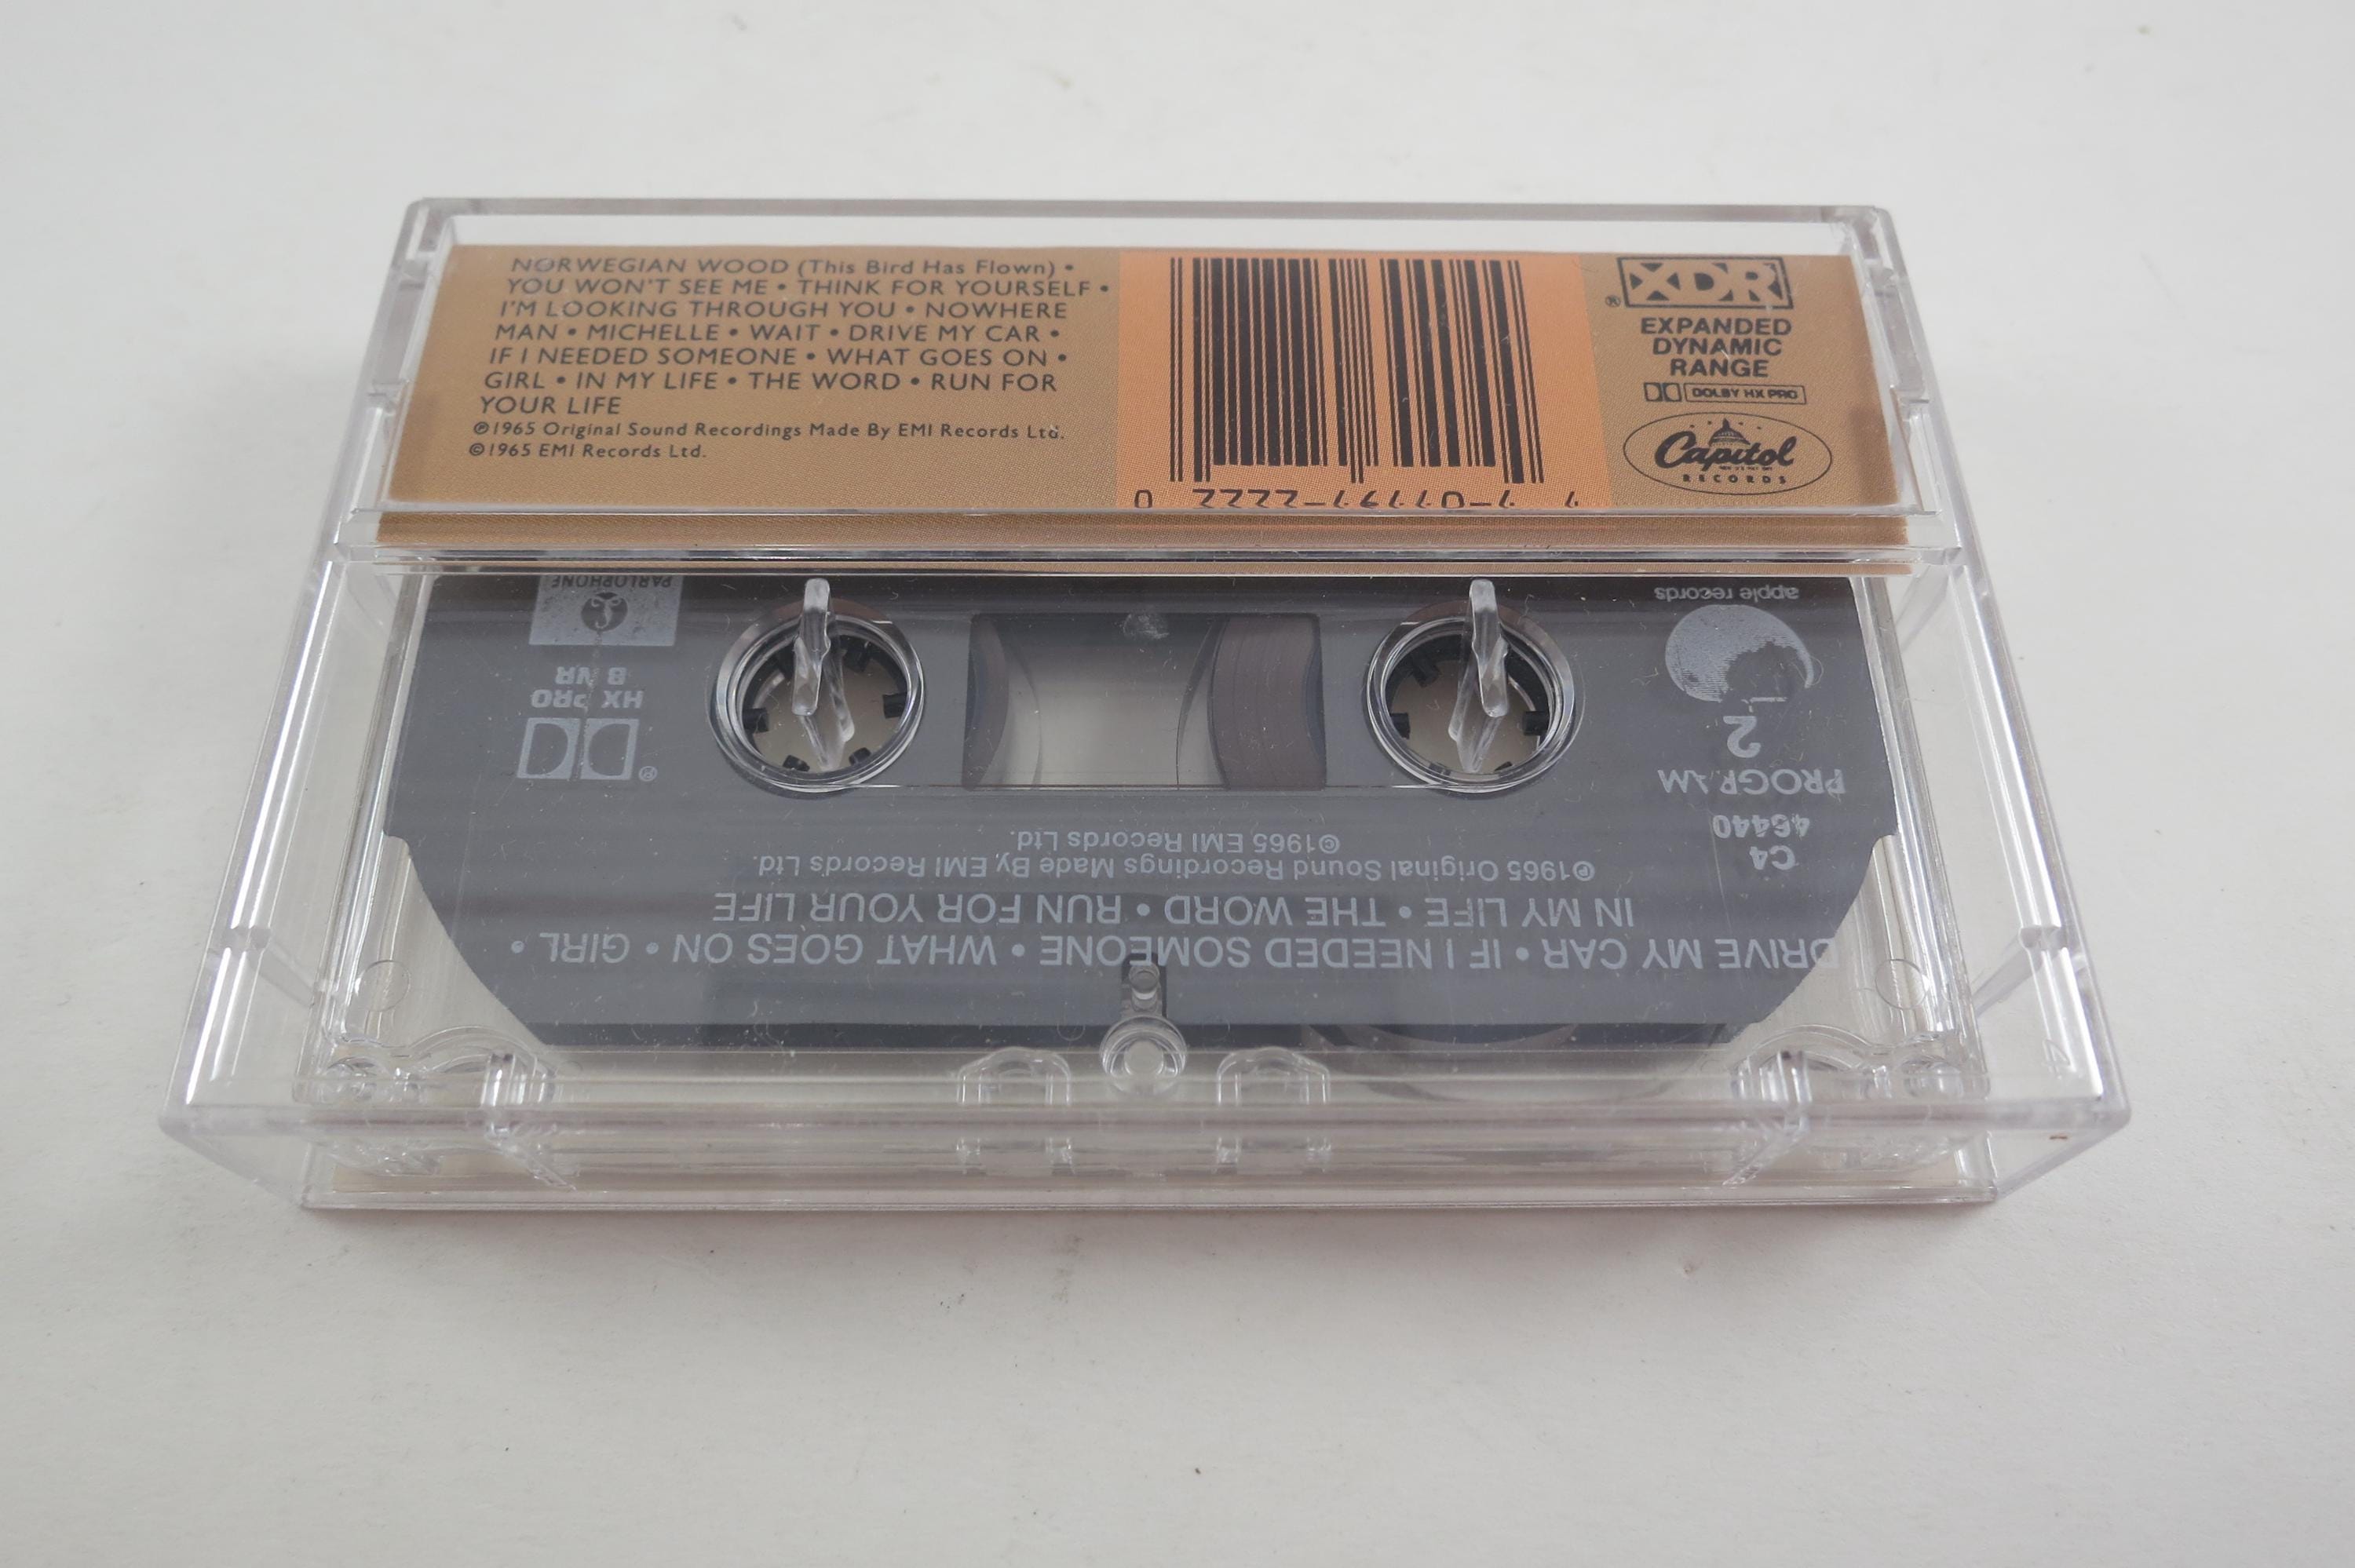 NORWEGIAN WOOD (This Bird Has Flown) •
YOU WON'T SEE ME • THINK FOR YOURSELF •
I'M LOOKING THROUGH YOU • NOWHERE
MAN • MICHELLE • WAIT • DRIVE MY CAR •
IF I NEEDED SOMEONE • WHAT GOES ON •
GIRL • IN MY LIFE • THE WORD • RUN FOR
YOUR LIFE
℗1965 Original Sound Recordings Made By EMI Records Ltd.
©1965 EMI Records Ltd.
XDR®
EXPANDED
DYNAMIC
RANGE
DOLBY HX PRO
Capitol
RECORDS
DRIVE MY CAR • IF I NEEDED SOMEONE • WHAT GOES ON • GIRL •
IN MY LIFE • THE WORD • RUN FOR YOUR LIFE
℗1965 Original Sound Recordings Made By EMI Records Ltd.
©1965 EMI Records Ltd.
C4
46440
PROGRAM
2
apple records
®
HX PRO
B NR
PARLOPHONE